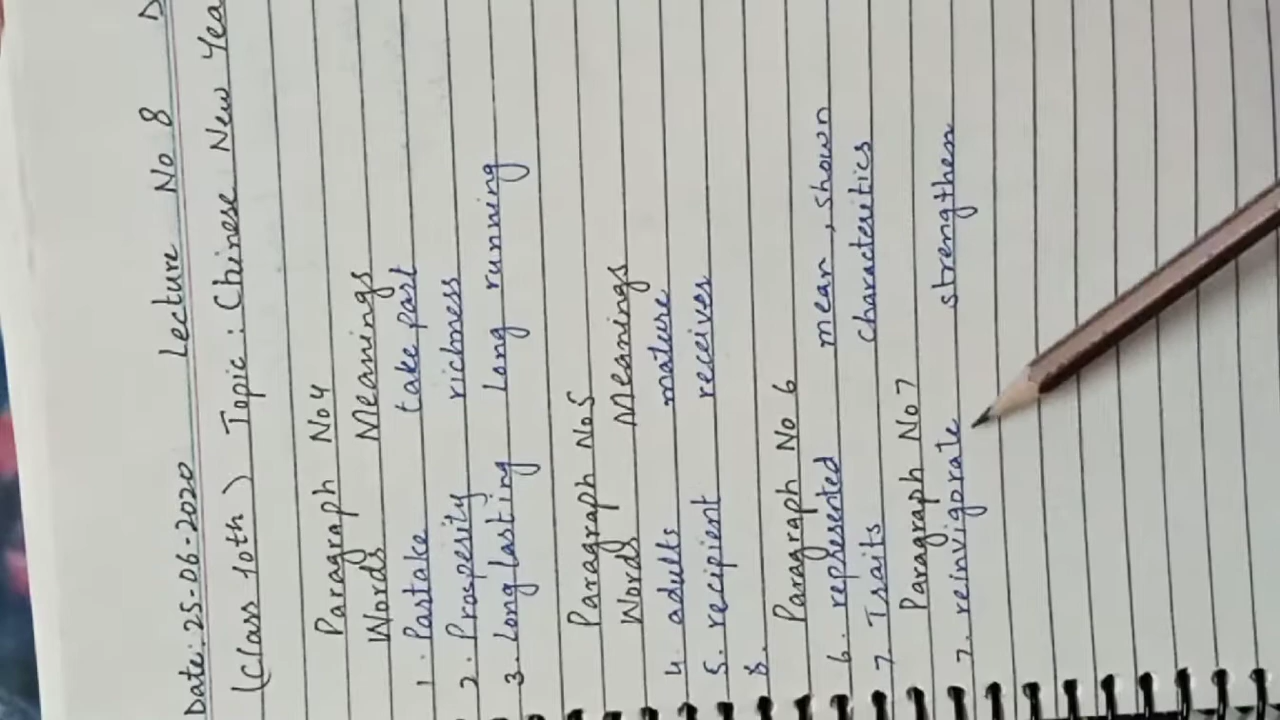 Date: 25-06-2020 Lecture No 8
(Class 10th) Topic: Chinese New Yea
Paragraph No 4
Words Meanings
1. Partake take part
2. Prosperity richness
3. Long lasting Long running
Paragraph No 5
Words Meanings
4. adults mature
5. recipient receives
8.
Paragraph No 6
6. represented mean, shown
7 Traits characteritics
Paragraph No 7
7. reinvigorate strengthen